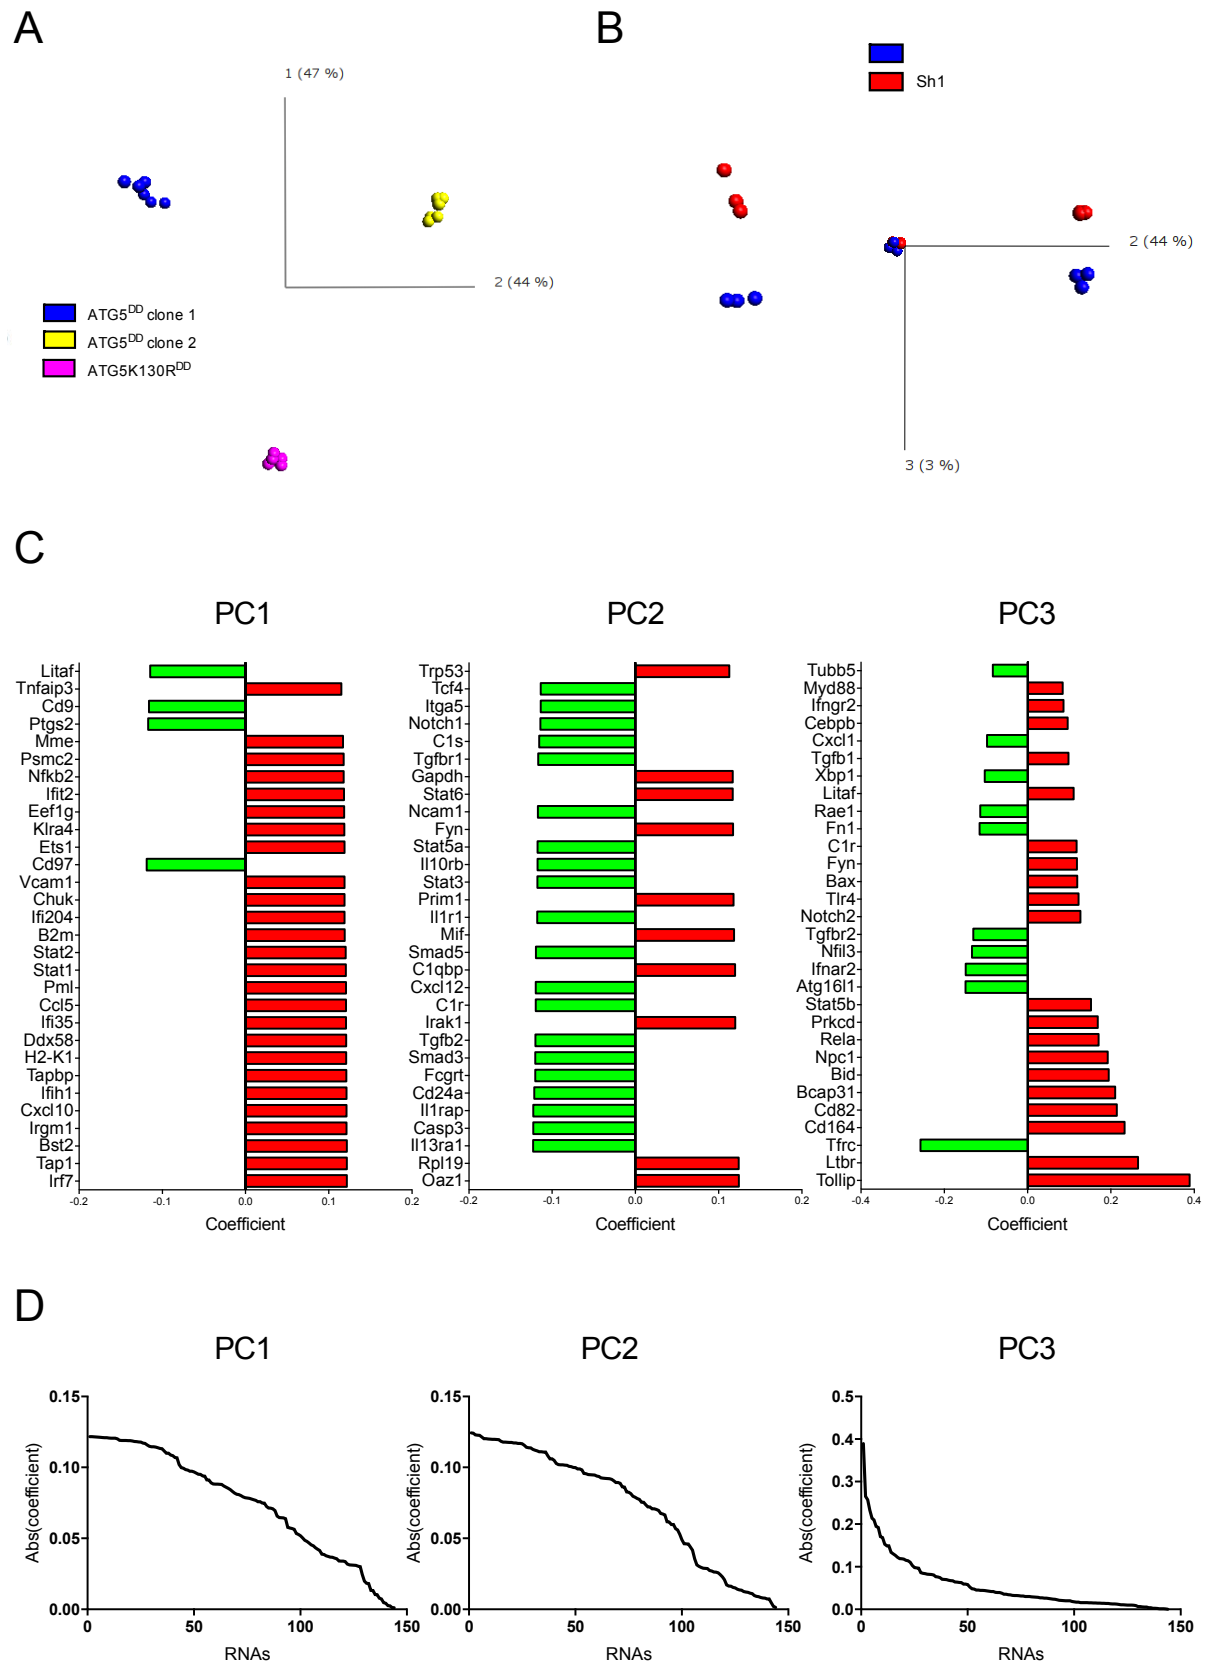 A
B
1 (47 %)
2 (44 %)
ATG5DD clone 1
ATG5DD clone 2
ATG5K130RDD
Sh1
2 (44 %)
3 (3 %)
C
PC1
PC2
PC3
Litaf
Tnfaip3
Cd9
Ptgs2
Mme
Psmc2
Nfkb2
Ifit2
Eef1g
Klra4
Ets1
Cd97
Vcam1
Chuk
Ifi204
B2m
Stat2
Stat1
Pml
Ccl5
Ifi35
Ddx58
H2-K1
Tapbp
Ifih1
Cxcl10
Irgm1
Bst2
Tap1
Irf7
-0.2 -0.1 0.0 0.1 0.2
Coefficient
Trp53
Tcf4
Itga5
Notch1
C1s
Tgfbr1
Gapdh
Stat6
Ncam1
Fyn
Stat5a
Il10rb
Stat3
Prim1
Il1r1
Mif
Smad5
C1qbp
Cxcl12
C1r
Irak1
Tgfb2
Smad3
Fcgrt
Cd24a
Il1rap
Casp3
Il13ra1
Rpl19
Oaz1
-0.2 -0.1 0.0 0.1 0.2
Coefficient
Tubb5
Myd88
Ifngr2
Cebpb
Cxcl1
Tgfb1
Xbp1
Litaf
Rae1
Fn1
C1r
Fyn
Bax
Tlr4
Notch2
Tgfbr2
Nfil3
Ifnar2
Atg16l1
Stat5b
Prkcd
Rela
Npc1
Bid
Bcap31
Cd82
Cd164
Tfrc
Ltbr
Tollip
-0.4 -0.2 0.0 0.2 0.4
Coefficient
D
PC1
PC2
PC3
Abs(coefficient)
0.15
0.10
0.05
0.00
0 50 100 150
RNAs
Abs(coefficient)
0.15
0.10
0.05
0.00
0 50 100 150
RNAs
Abs(coefficient)
0.5
0.4
0.3
0.2
0.1
0.0
0 50 100 150
RNAs